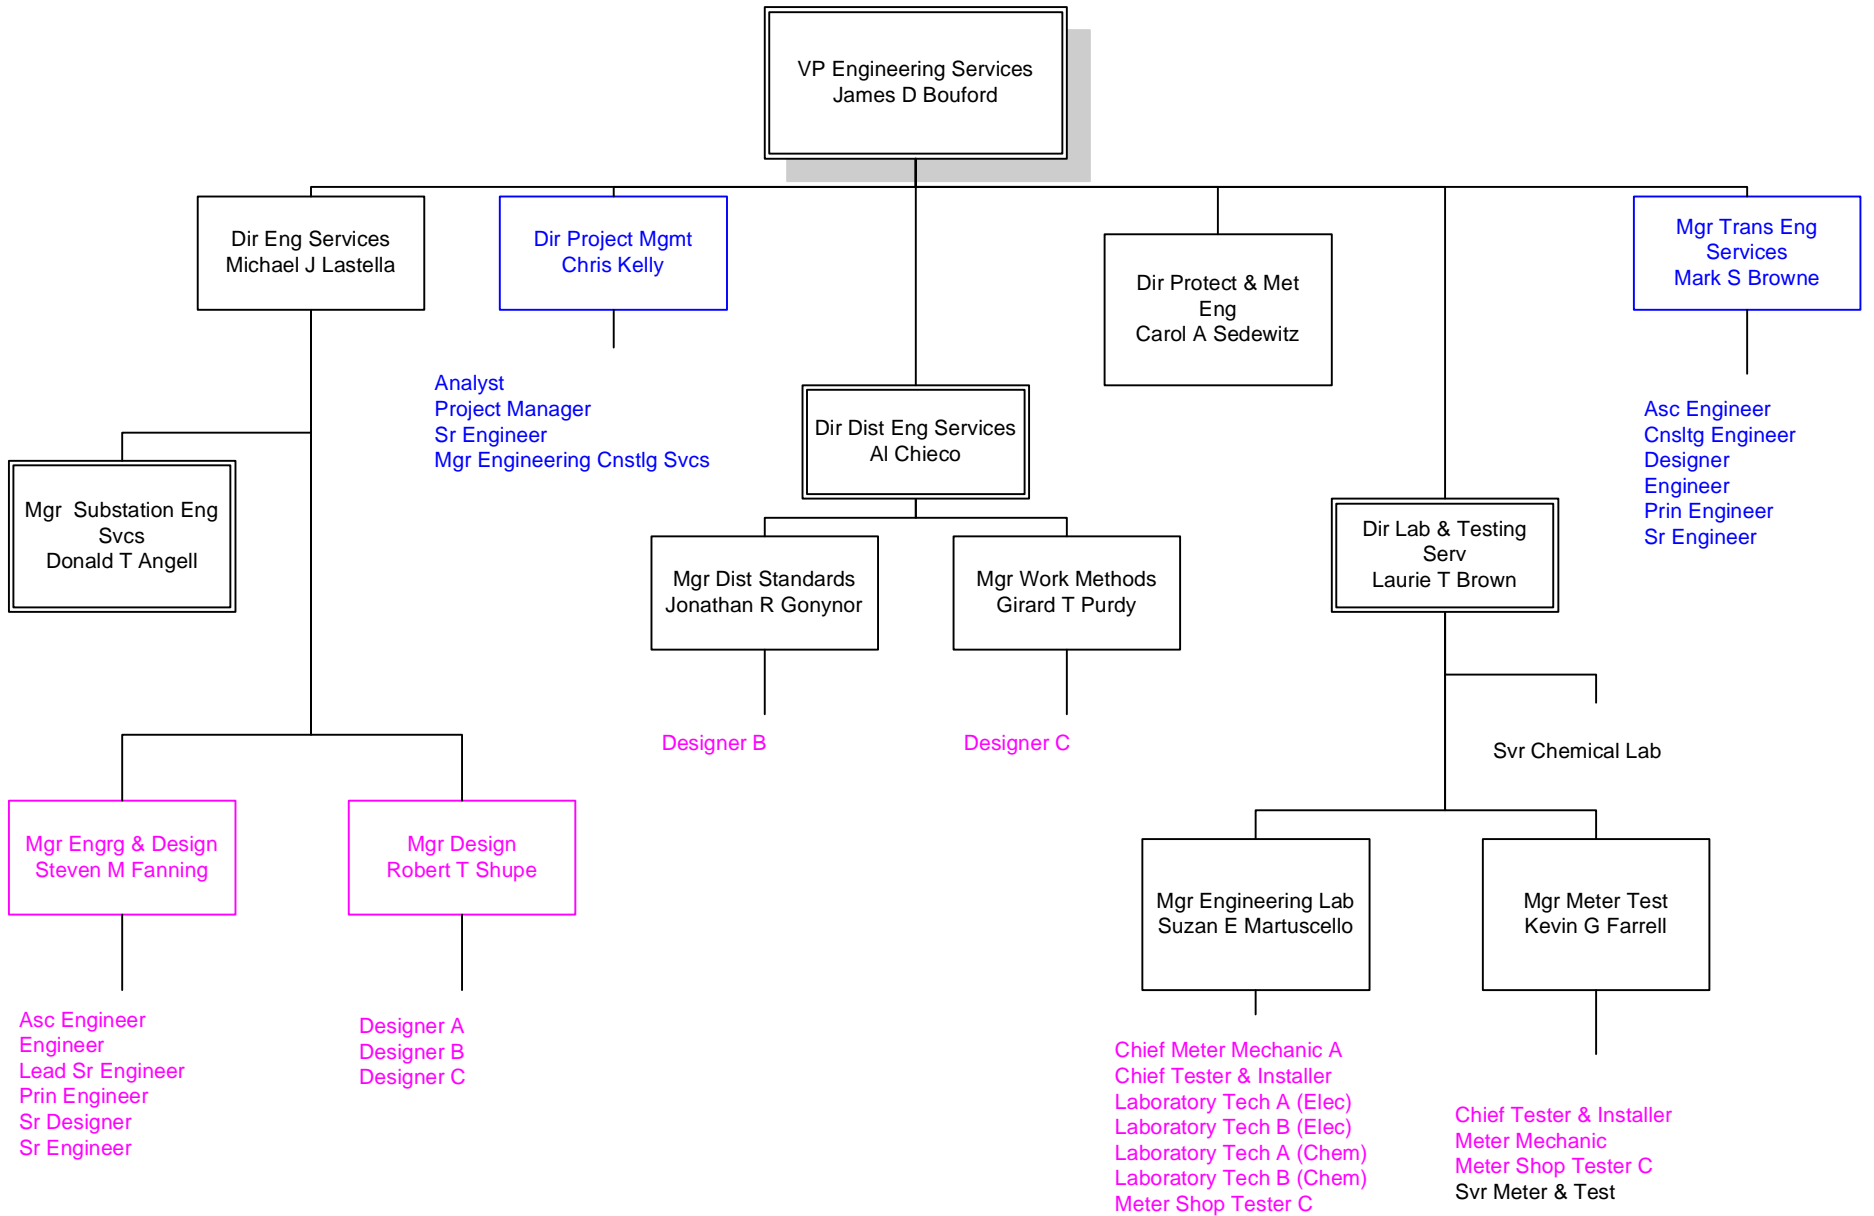 VP Engineering Services
James D Bouford
Dir Eng Services
Michael J Lastella
Dir Project Mgmt
Chris Kelly
Analyst
Project Manager
Sr Engineer
Mgr Engineering Cnstlg Svcs
Dir Dist Eng Services
Al Chieco
Dir Protect & Met
Eng
Carol A Sedewitz
Dir Lab & Testing
Serv
Laurie T Brown
Mgr Trans Eng
Services
Mark S Browne
Asc Engineer
Cnsltg Engineer
Designer
Engineer
Prin Engineer
Sr Engineer
Mgr  Substation Eng
Svcs
Donald T Angell
Mgr Dist Standards
Jonathan R Gonynor
Designer B
Mgr Work Methods
Girard T Purdy
Designer C
Svr Chemical Lab
Mgr Engrg & Design
Steven M Fanning
Asc Engineer
Engineer
Lead Sr Engineer
Prin Engineer
Sr Designer
Sr Engineer
Mgr Design
Robert T Shupe
Designer A
Designer B
Designer C
Mgr Engineering Lab
Suzan E Martuscello
Chief Meter Mechanic A
Chief Tester & Installer
Laboratory Tech A (Elec)
Laboratory Tech B (Elec)
Laboratory Tech A (Chem)
Laboratory Tech B (Chem)
Meter Shop Tester C
Mgr Meter Test
Kevin G Farrell
Chief Tester & Installer
Meter Mechanic
Meter Shop Tester C
Svr Meter & Test